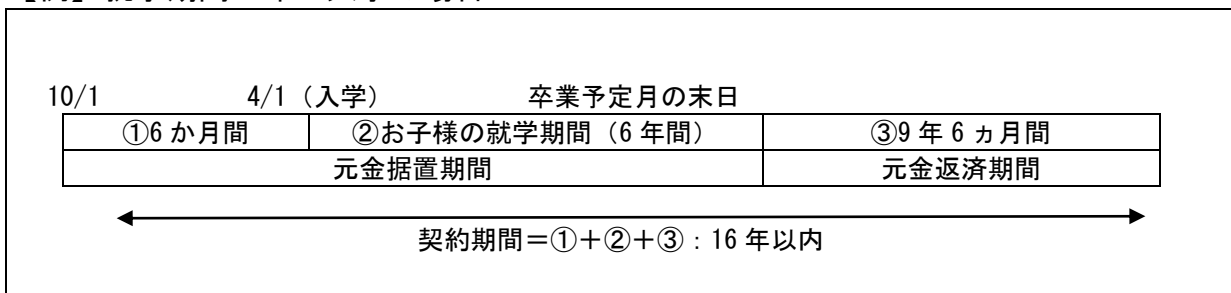 10/1 4/1（入学） 卒業予定月の末日
①6か月間 ②お子様の就学期間（6年間） ③9年6ヵ月間
元金据置期間 元金返済期間
契約期間＝①＋②＋③：16年以内